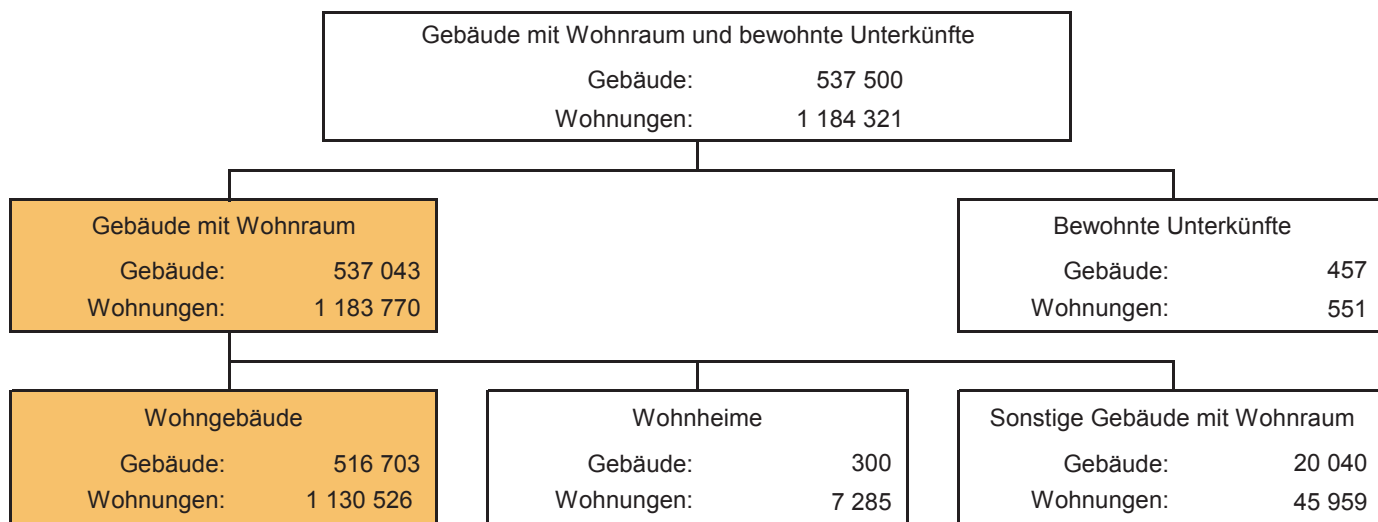 Gebäude mit Wohnraum und bewohnte Unterkünfte
Gebäude: 537 500
Wohnungen: 1 184 321
Gebäude mit Wohnraum
Gebäude: 537 043
Wohnungen: 1 183 770
Bewohnte Unterkünfte
Gebäude: 457
Wohnungen: 551
Wohngebäude
Gebäude: 516 703
Wohnungen: 1 130 526
Wohnheime
Gebäude: 300
Wohnungen: 7 285
Sonstige Gebäude mit Wohnraum
Gebäude: 20 040
Wohnungen: 45 959